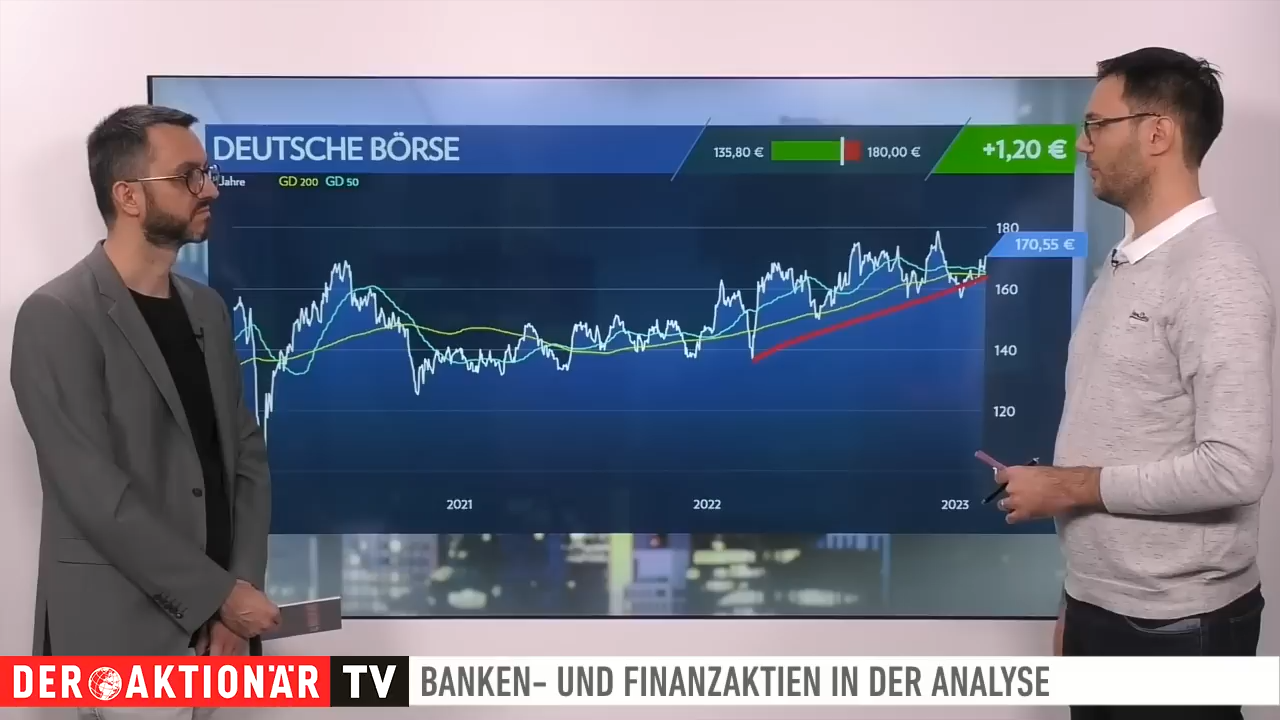 DEUTSCHE BÖRSE
135,80 €
180,00 €
+1,20 €
Jahre
GD 200 GD 50
180
170,55 €
160
140
120
2021
2022
2023
DER AKTIONÄR TV
BANKEN- UND FINANZAKTIEN IN DER ANALYSE